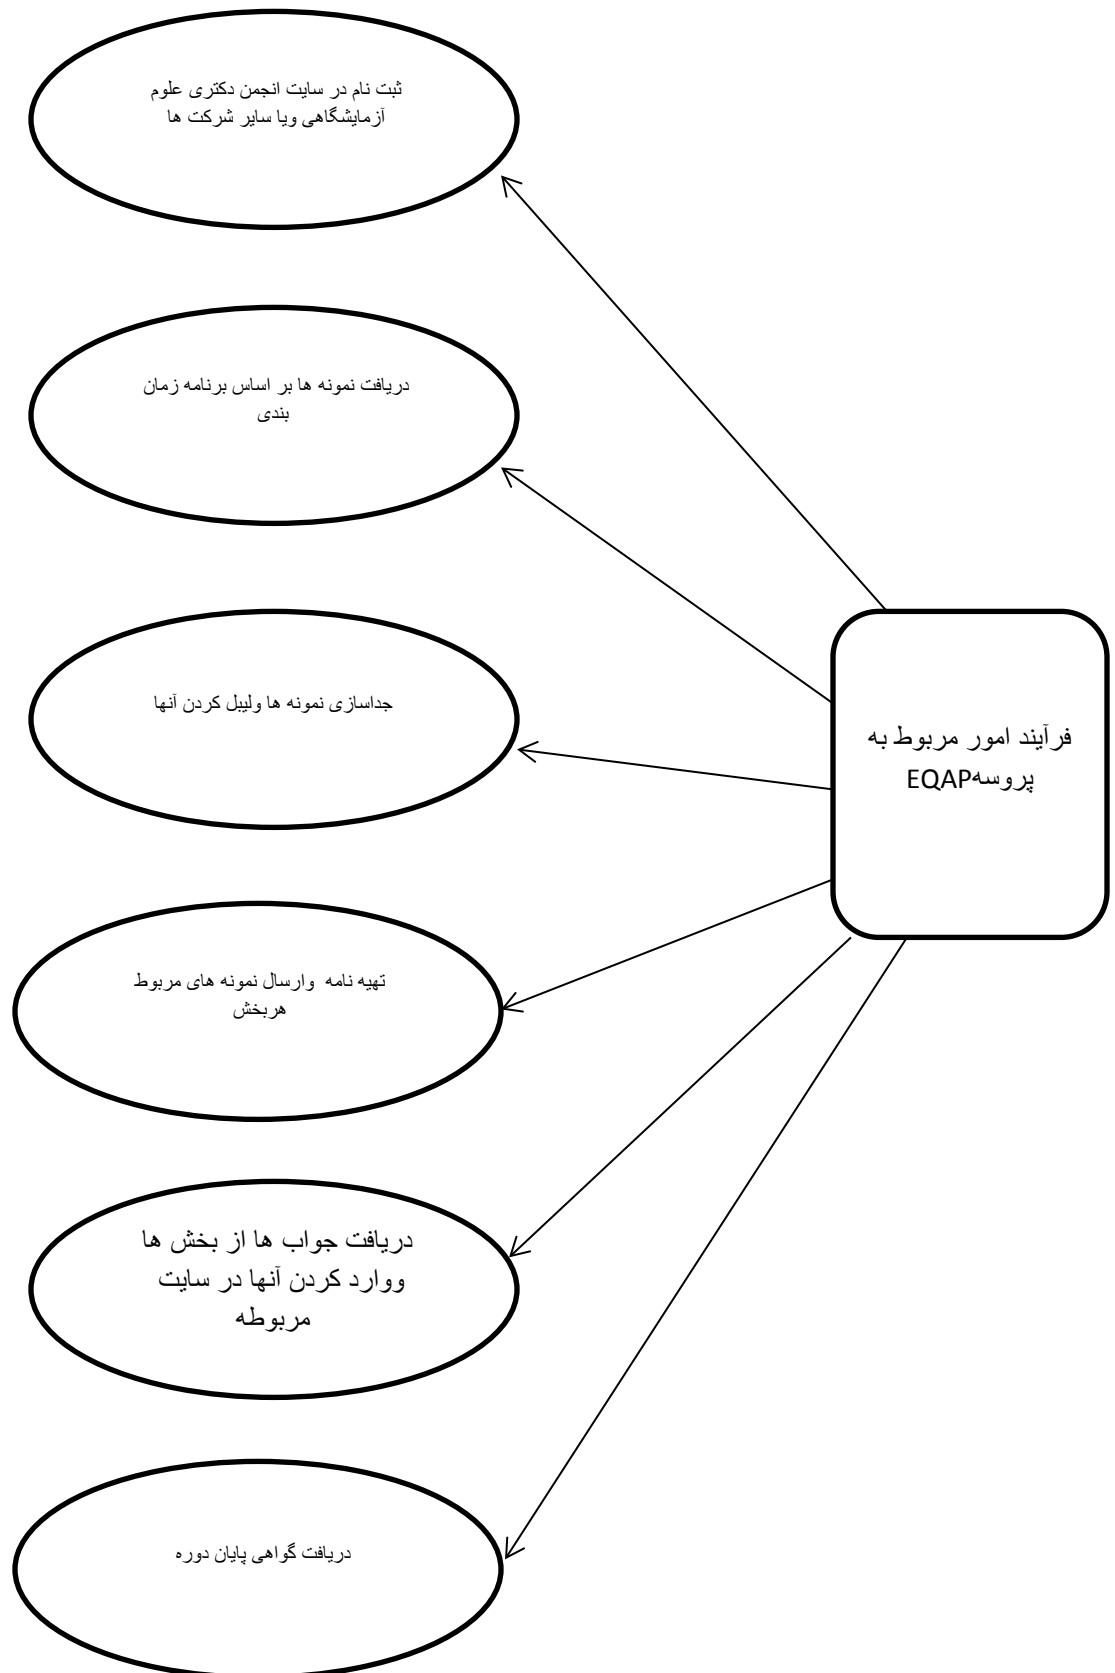 ثبت نام در سایت انجمن دکتری علوم
آزمایشگاهی ویا سایر شرکت ها
دریافت نمونه ها بر اساس برنامه زمان
بندی
جداسازی نمونه ها ولیبل کردن آنها
فرآیند امور مربوط به
پروسهEQAP
تهیه نامه وارسال نمونه های مربوط
هربخش
دریافت جواب ها از بخش ها
ووارد کردن آنها در سایت
مربوطه
دریافت گواهی پایان دوره